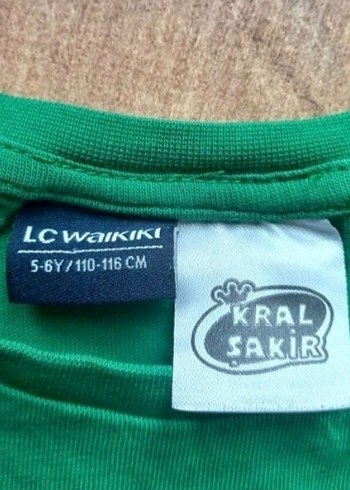 LC WAIKIKI
5-6Y/110-116 CM
KRAL
ŞAKİR